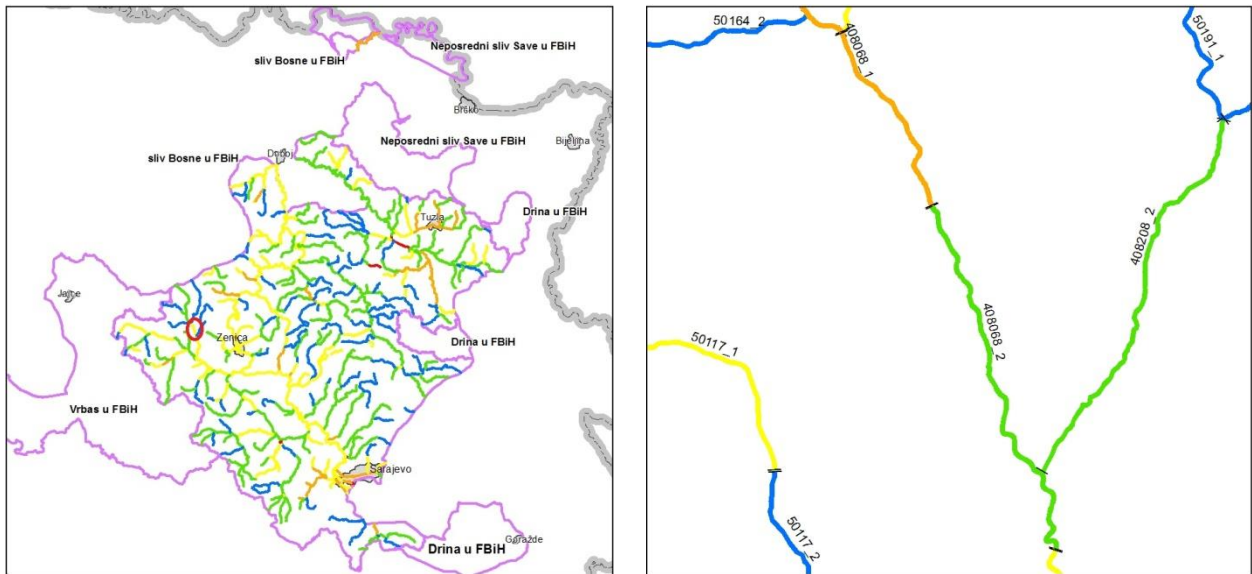 Neposredni sliv Save u FBiH
sliv Bosne u FBiH
Brčko
Bijeljina
Neposredni sliv Save u FBiH
sliv Bosne u FBiH
Doboj
Drina u FBiH
Tuzla
Jajce
Zenica
Drina u FBiH
Vrbas u FBiH
Sarajevo
Drina u FBiH
Goražde
50164_2
408068_1
50191_1
408208_2
408068_2
50117_1
50117_2